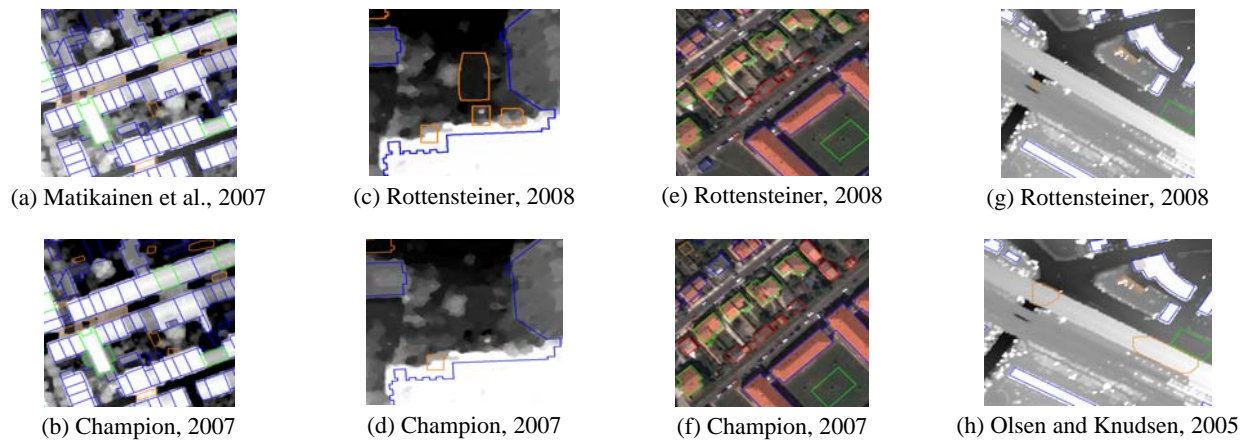 (a) Matikainen et al., 2007
(c) Rottensteiner, 2008
(e) Rottensteiner, 2008
(g) Rottensteiner, 2008
(b) Champion, 2007
(d) Champion, 2007
(f) Champion, 2007
(h) Olsen and Knudsen, 2005